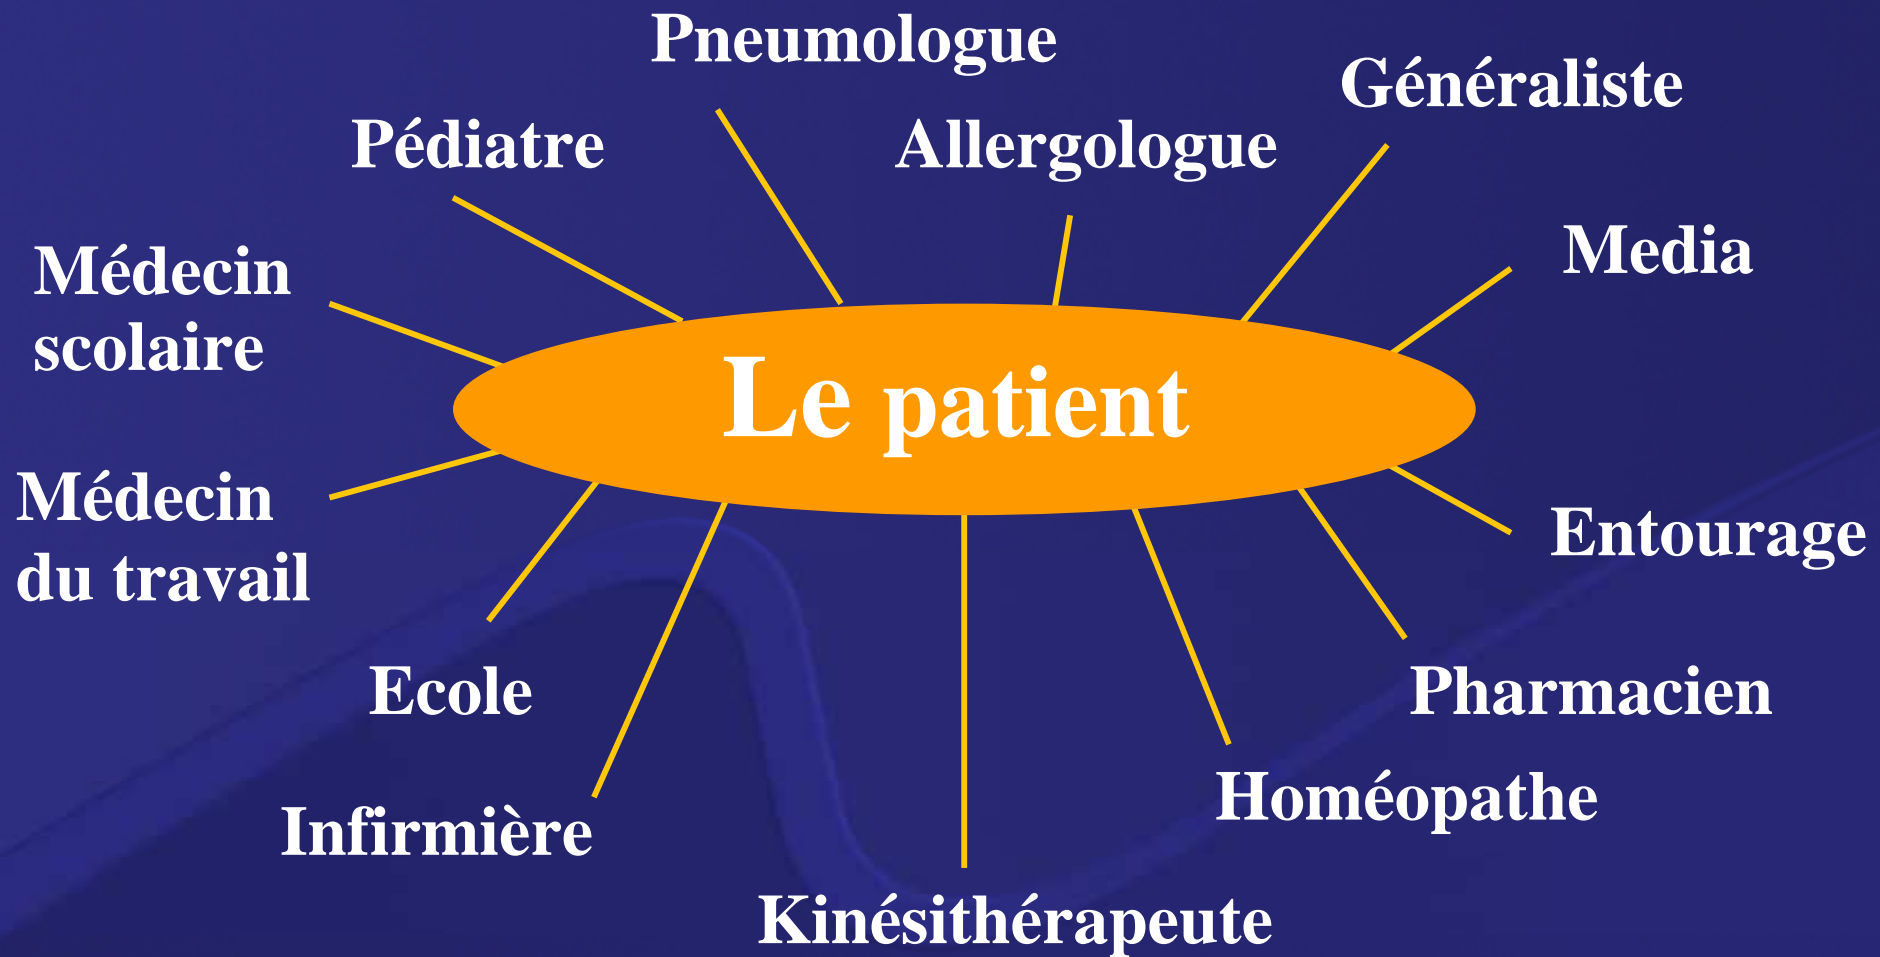 Pneumologue
Généraliste
Pédiatre
Allergologue
Media
Médecin
scolaire
Le patient
Médecin
du travail
Entourage
Ecole
Pharmacien
Homéopathe
Infirmière
Kinésithérapeute